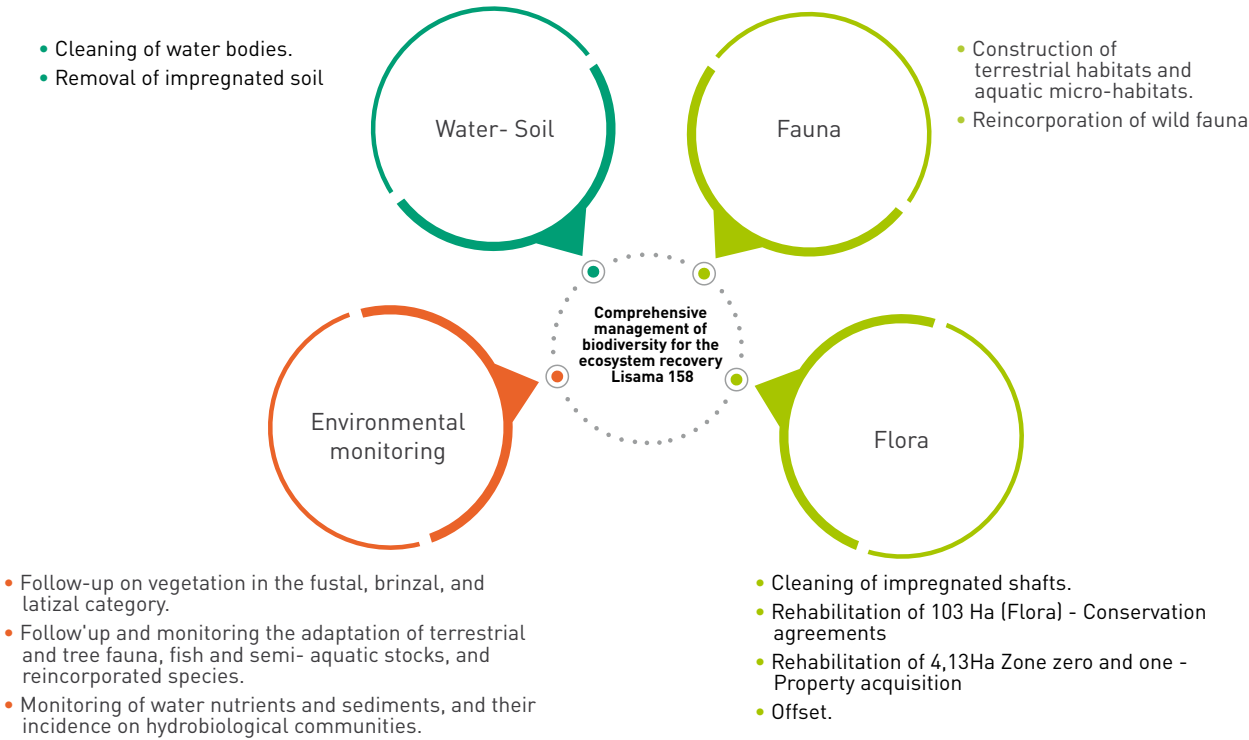 • Cleaning of water bodies.
• Removal of impregnated soil
Water- Soil
Fauna
• Construction of
terrestrial habitats and
aquatic micro-habitats.
• Reincorporation of wild fauna
Comprehensive
management of
biodiversity for the
ecosystem recovery
Lisama 158
Environmental
monitoring
Flora
• Follow-up on vegetation in the fustal, brinzal, and
latizal category.
• Follow'up and monitoring the adaptation of terrestrial
and tree fauna, fish and semi- aquatic stocks, and
reincorporated species.
• Monitoring of water nutrients and sediments, and their
incidence on hydrobiological communities.
• Cleaning of impregnated shafts.
• Rehabilitation of 103 Ha (Flora) - Conservation
agreements
• Rehabilitation of 4,13Ha Zone zero and one -
Property acquisition
• Offset.